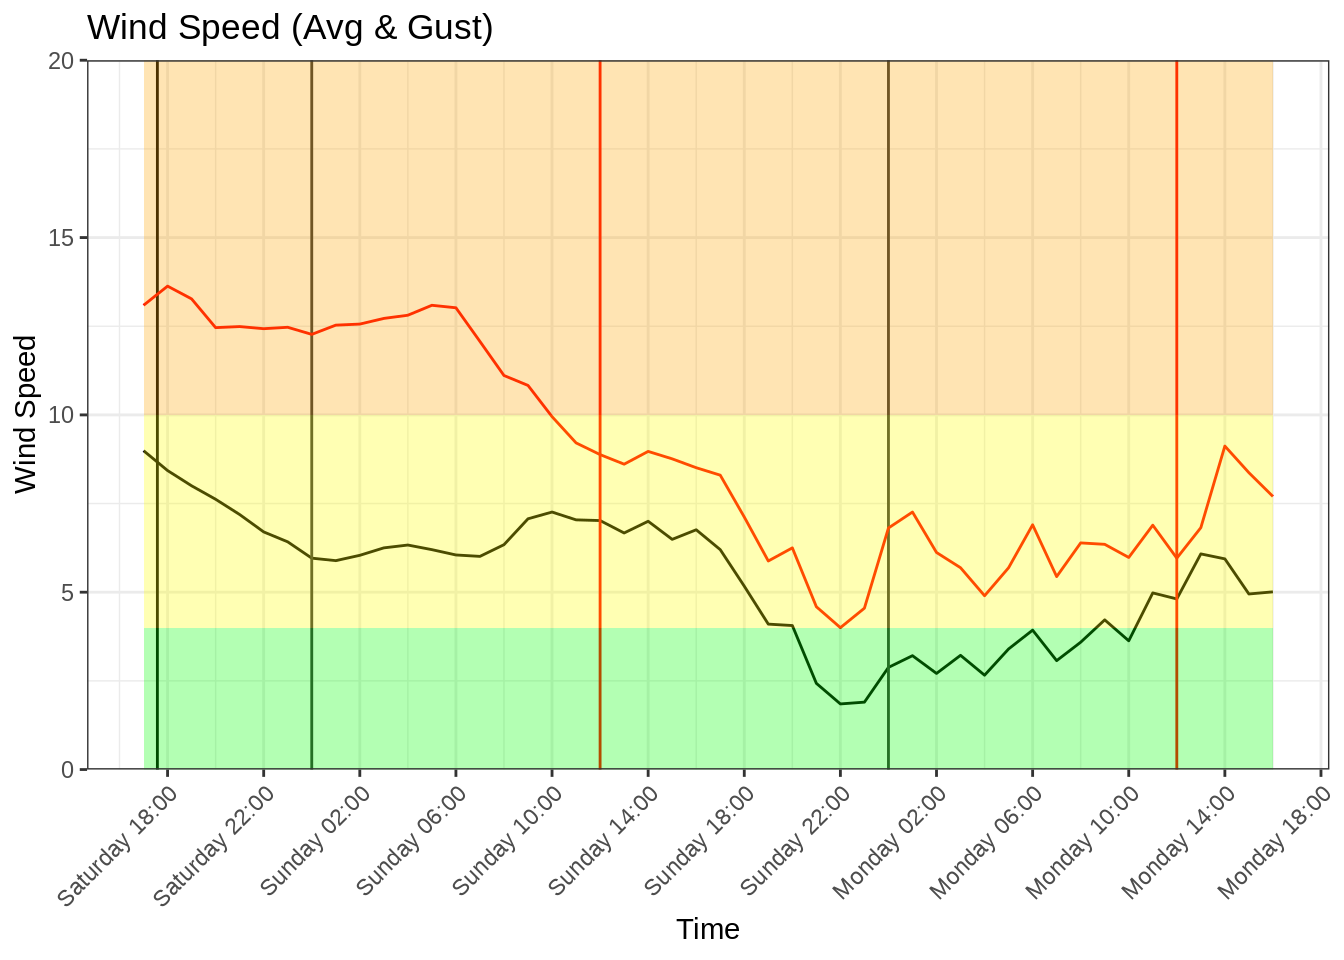 Wind Speed (Avg & Gust)
20
15
10
5
0
Wind Speed
Saturday 18:00
Saturday 22:00
Sunday 02:00
Sunday 06:00
Sunday 10:00
Sunday 14:00
Sunday 18:00
Sunday 22:00
Monday 02:00
Monday 06:00
Monday 10:00
Monday 14:00
Monday 18:00
Time